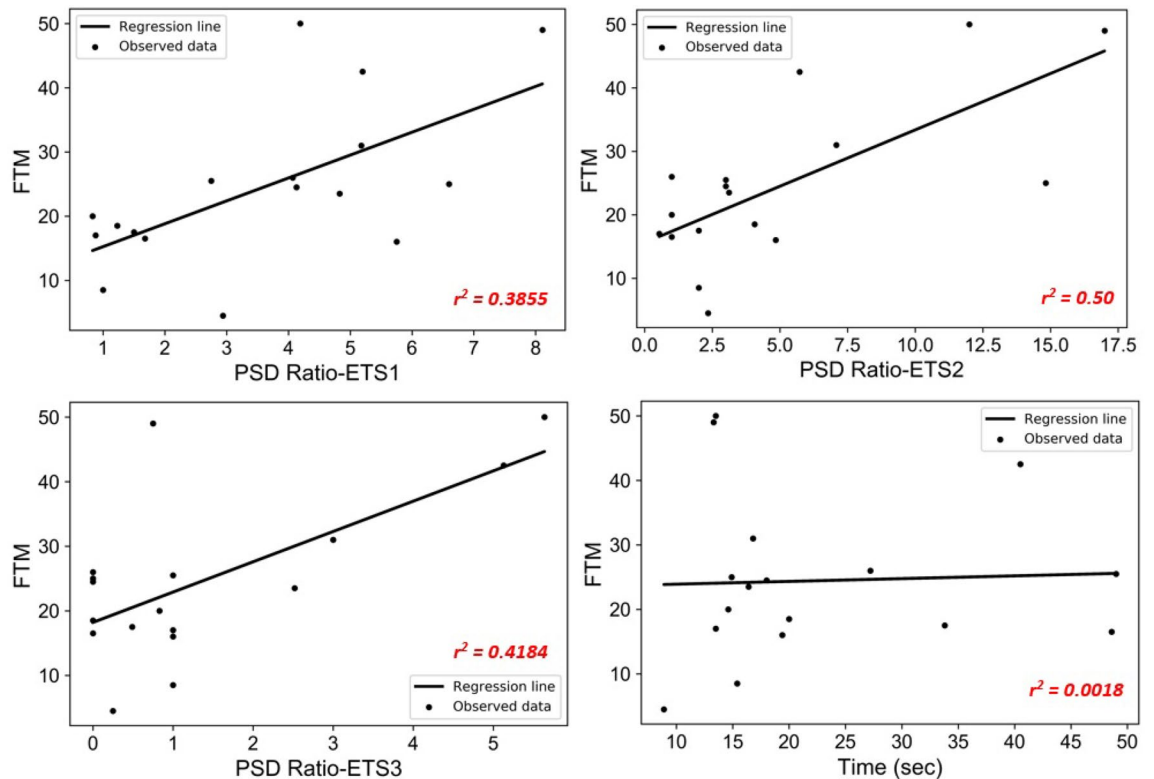 Regression line
Observed data
FTM
50
40
30
20
10
r² = 0.3855
1 2 3 4 5 6 7 8
PSD Ratio-ETS1
Regression line
Observed data
FTM
50
40
30
20
10
r² = 0.50
0.0 2.5 5.0 7.5 10.0 12.5 15.0 17.5
PSD Ratio-ETS2
FTM
50
40
30
20
10
r² = 0.4184
Regression line
Observed data
0 1 2 3 4 5
PSD Ratio-ETS3
Regression line
Observed data
FTM
50
40
30
20
10
r² = 0.0018
10 15 20 25 30 35 40 45 50
Time (sec)